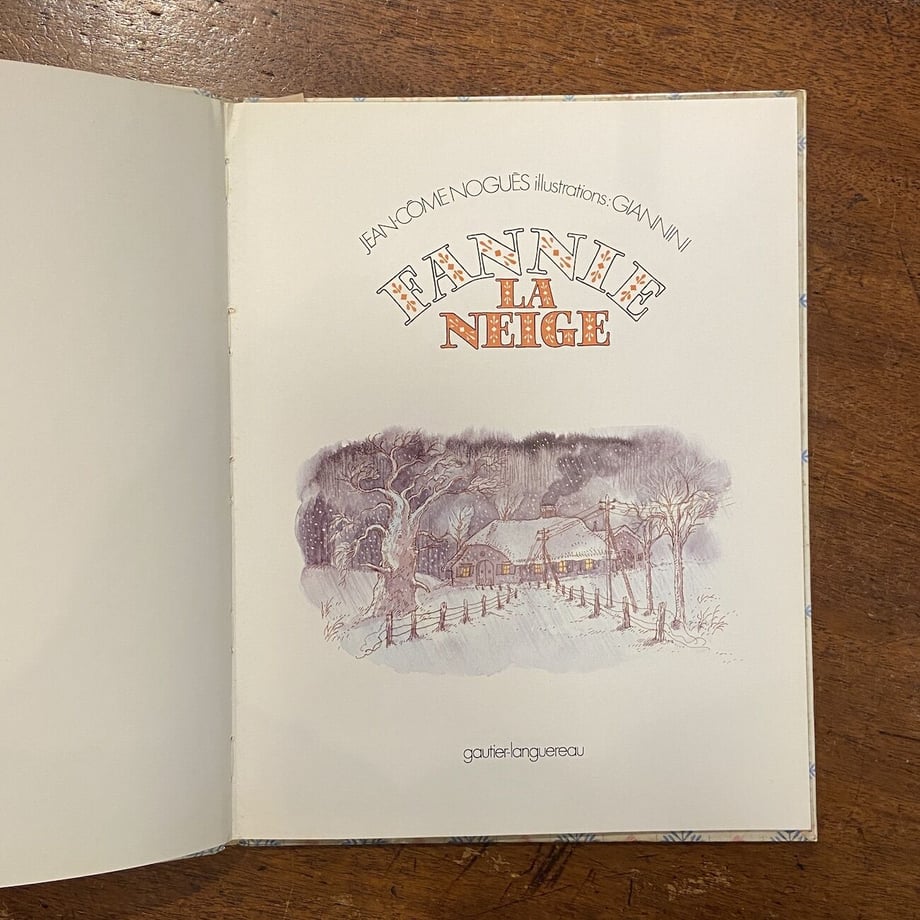 JEAN-CÔME NOGUÈS illustrations: GIANNINI
FANNIE
LA
NEIGE
gautier-languereau